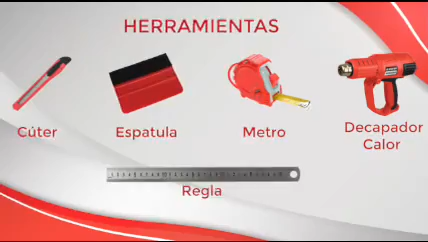 HERRAMIENTAS
Cúter
Espatula
Metro
Decapador
Calor
Regla